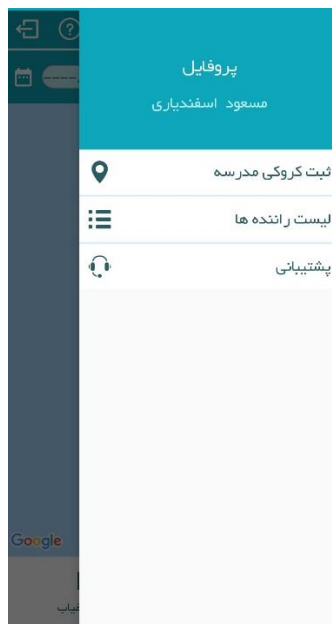 پروفایل
مسعود اسفندیاری
ثبت کروکی مدرسه
لیست راننده ها
پشتیبانی
Google